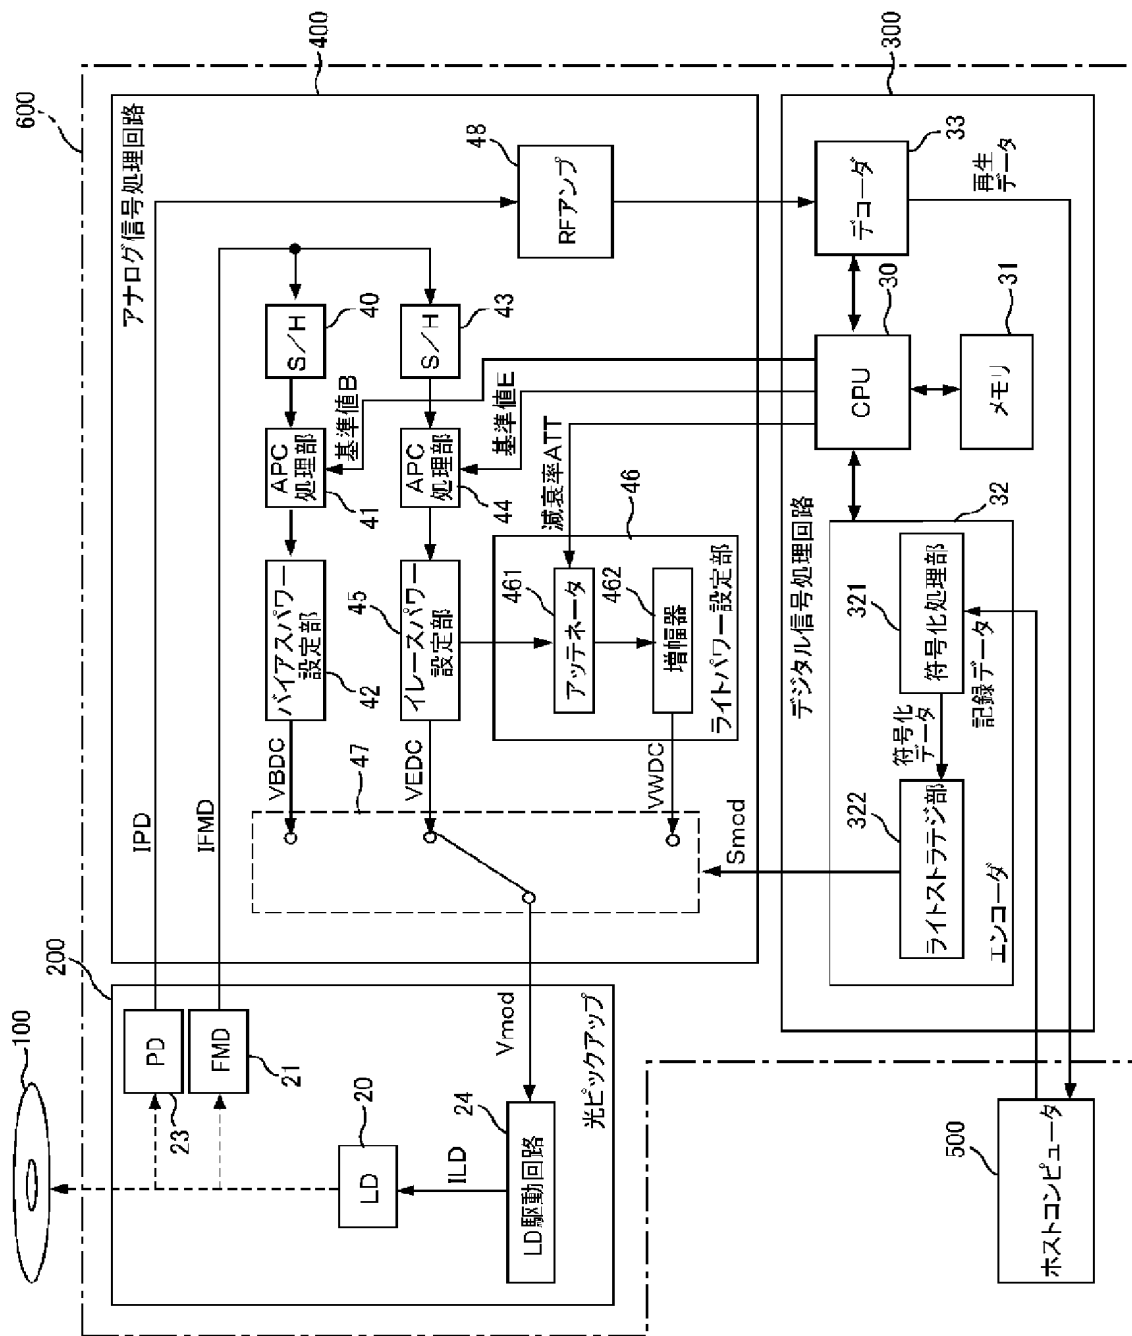 600
100
200
400
300
アナログ信号処理回路
光ピックアップ
デジタル信号処理回路
PD
23
FMD
21
LD
20
ILD
LD駆動回路
24
Vmod
IPD
IFMD
VBDC
VEDC
VWDC
47
Smod
バイアスパワー
設定部
42
イレースパワー
設定部
45
APC
処理部
41
基準値B
APC
処理部
44
基準値E
S/H
40
S/H
43
RFアンプ
48
減衰率ATT
46
アッテネータ
461
増幅器
462
ライトパワー設定部
デコーダ
33
再生
データ
CPU
30
メモリ
31
32
符号化処理部
321
記録データ
符号化
データ
ライトストラテジ部
322
エンコーダ
ホストコンピュータ
500